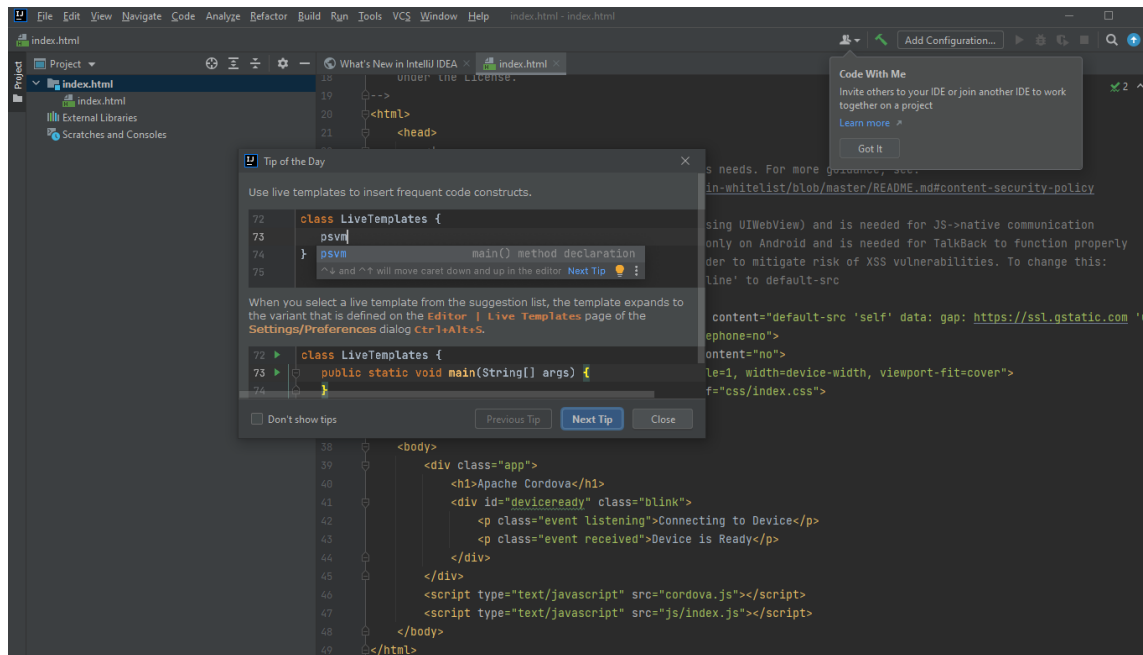 File Edit View Navigate Code Analyze Refactor Build Run Tools VCS Window Help index.html - index.html
index.html
Add Configuration...
Project
Project
index.html
index.html
External Libraries
Scratches and Consoles
What's New in IntelliJ IDEA
index.html
Code With Me
Invite others to your IDE or join another IDE to work
together on a project
Learn more
Got It
2
18 under the License.
19 -->
20 <html>
21 <head>
s needs. For more guidance, see:
in-whitelist/blob/master/README.md#content-security-policy
sing UIWebView) and is needed for JS->native communication
only on Android and is needed for TalkBack to function properly
der to mitigate risk of XSS vulnerabilities. To change this:
line' to default-src
content="default-src 'self' data: gap: https://ssl.gstatic.com
ephone=no">
ontent="no">
le=1, width=device-width, viewport-fit=cover">
f="css/index.css">
Tip of the Day
Use live templates to insert frequent code constructs.
72 class LiveTemplates {
73 psvm
74 } psvm main() method declaration
75 ^↓ and ^↑ will move caret down and up in the editor Next Tip
When you select a live template from the suggestion list, the template expands to
the variant that is defined on the Editor | Live Templates page of the
Settings/Preferences dialog Ctrl+Alt+S.
72 class LiveTemplates {
73 public static void main(String[] args) {
74 }
Don't show tips
Previous Tip
Next Tip
Close
38 <body>
39 <div class="app">
40 <h1>Apache Cordova</h1>
41 <div id="deviceready" class="blink">
42 <p class="event listening">Connecting to Device</p>
43 <p class="event received">Device is Ready</p>
44 </div>
45 </div>
46 <script type="text/javascript" src="cordova.js"></script>
47 <script type="text/javascript" src="js/index.js"></script>
48 </body>
49 </html>